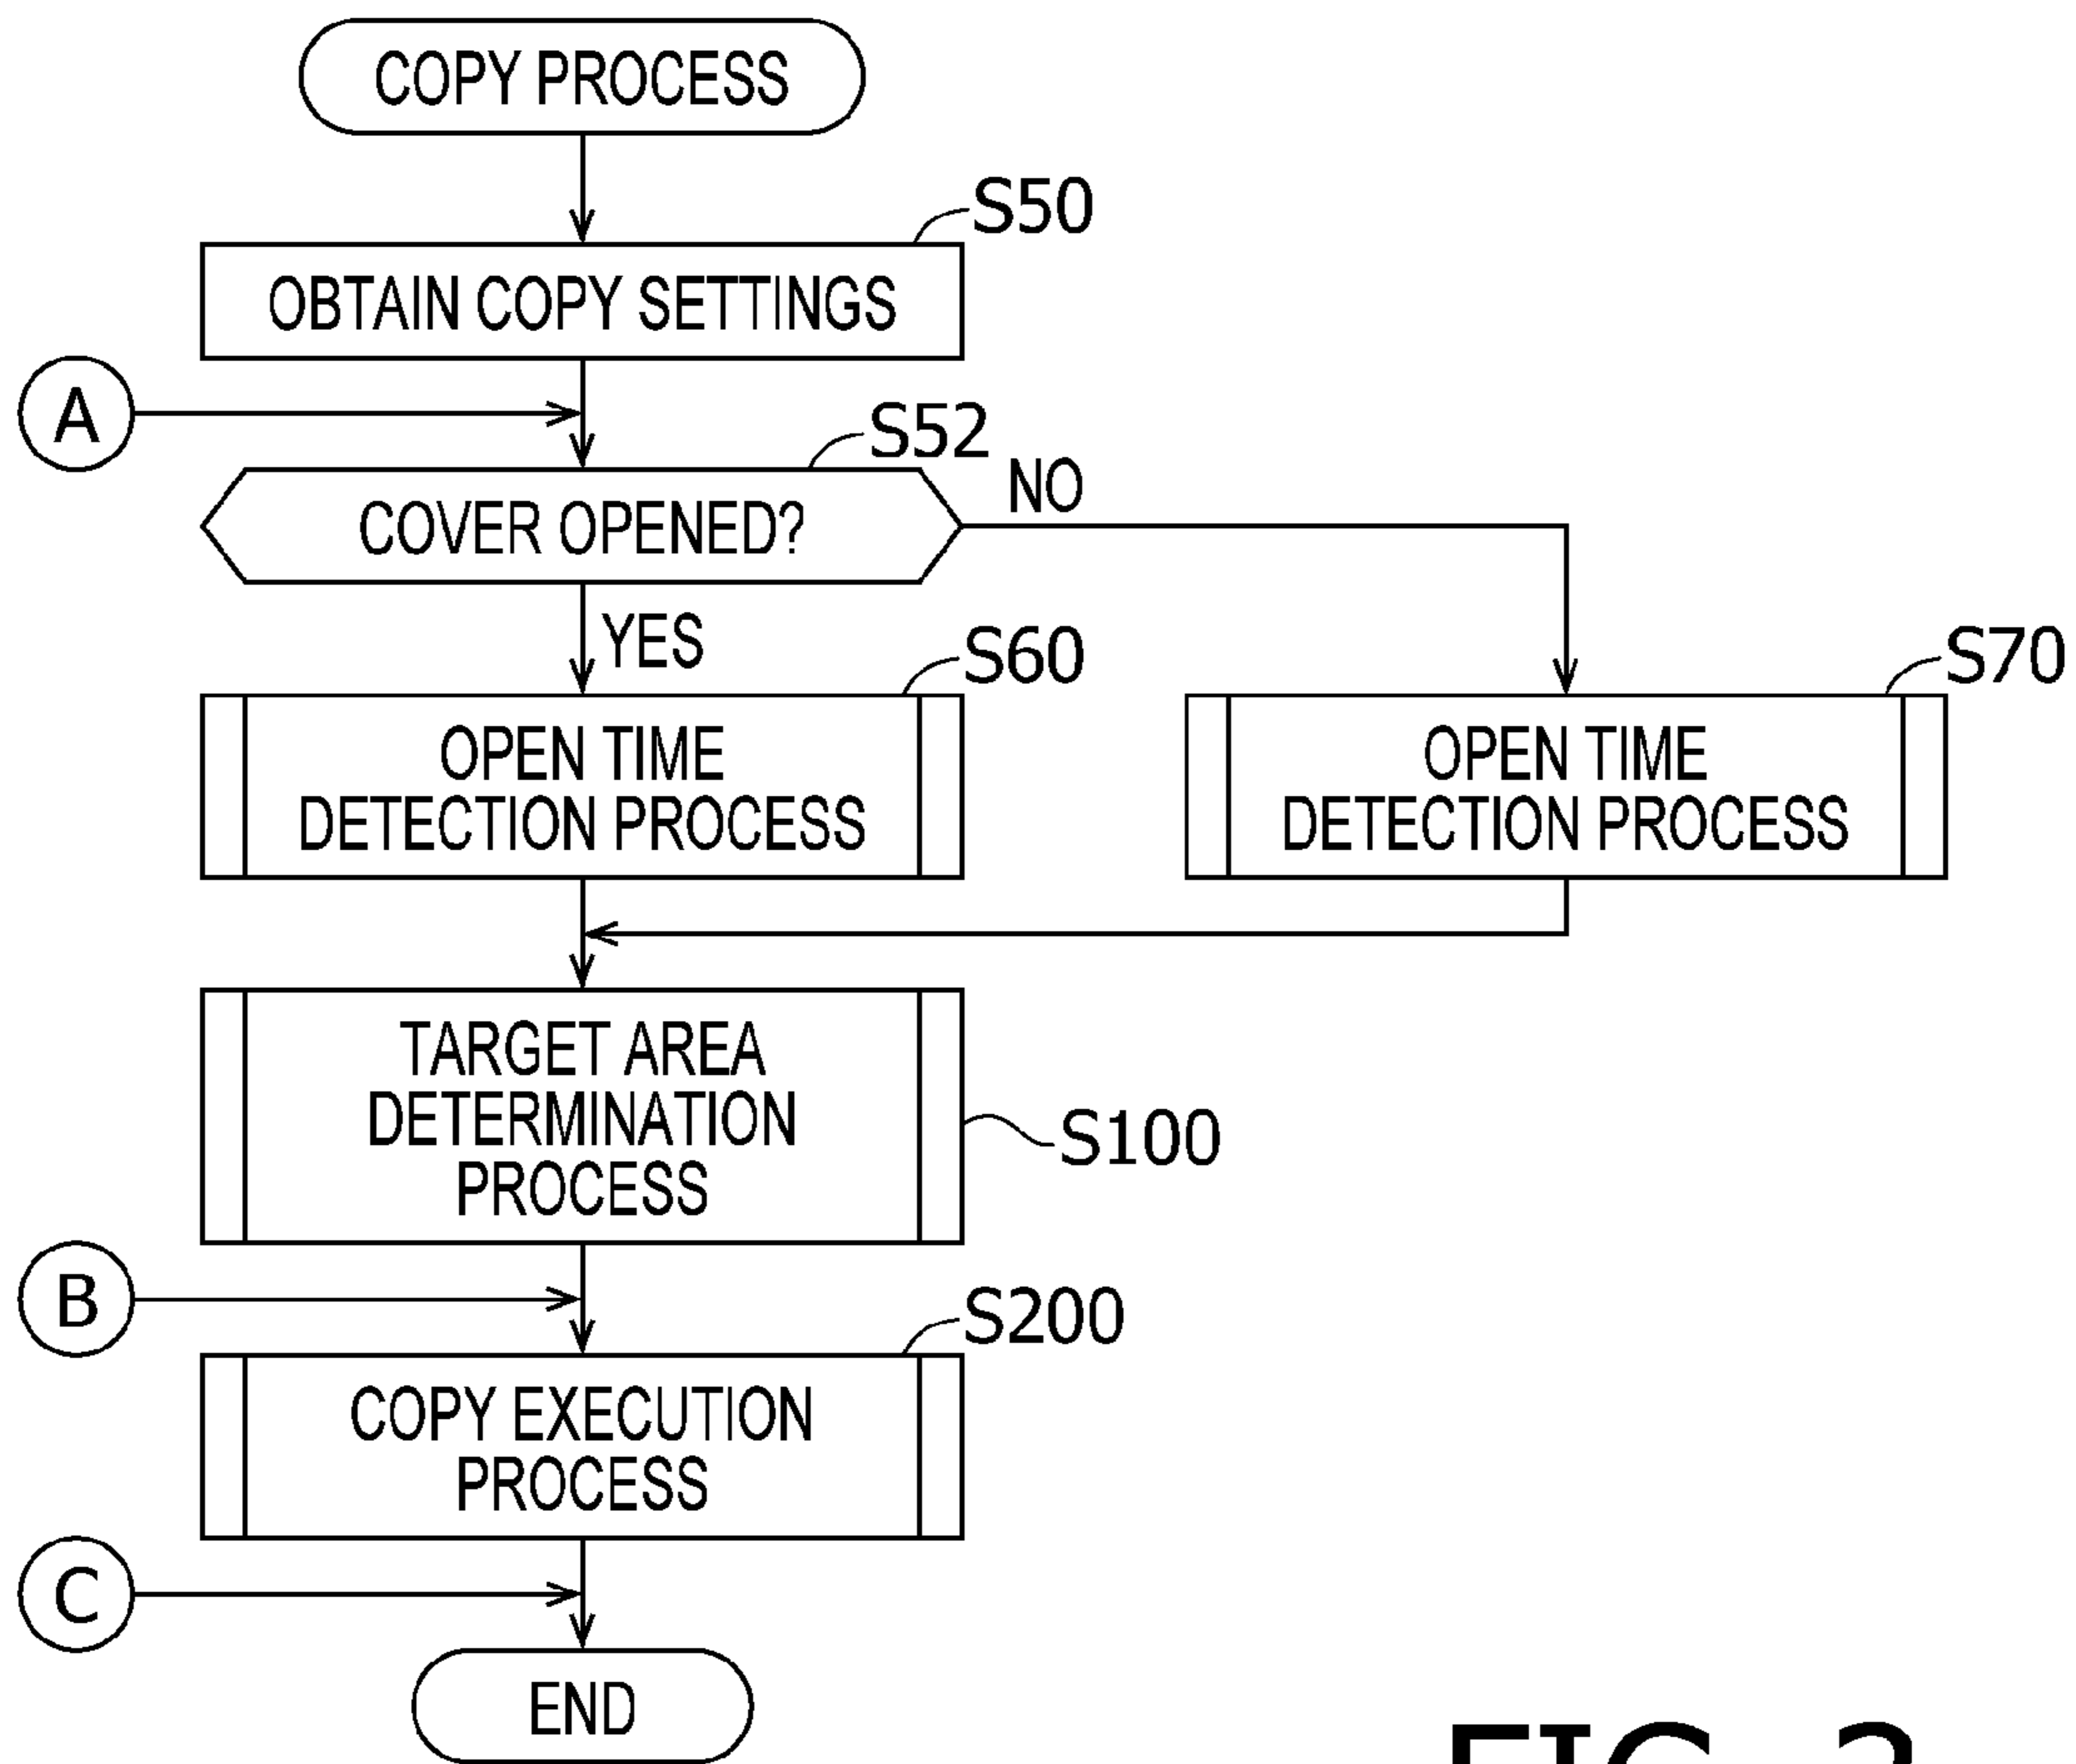 COPY PROCESS
S50
OBTAIN COPY SETTINGS
A
S52
COVER OPENED?
NO
YES
S60
S70
OPEN TIME
DETECTION PROCESS
OPEN TIME
DETECTION PROCESS
TARGET AREA
DETERMINATION
PROCESS
S100
B
S200
COPY EXECUTION
PROCESS
C
END